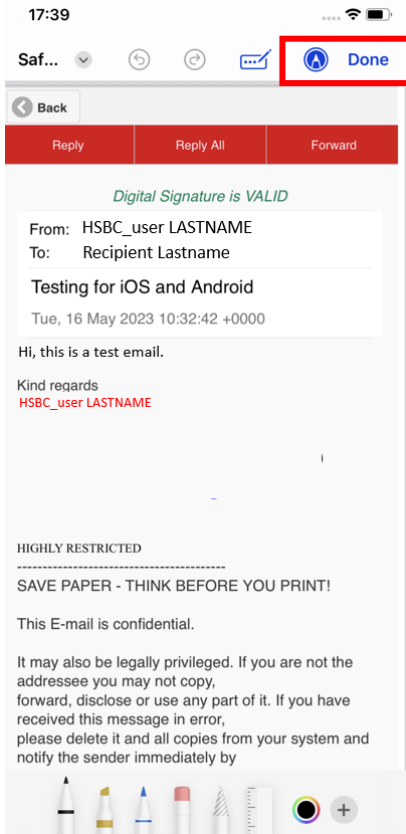 17:39
Saf...
Done
Back
Reply
Reply All
Forward
Digital Signature is VALID
From: HSBC_user LASTNAME
To: Recipient Lastname
Testing for iOS and Android
Tue, 16 May 2023 10:32:42 +0000
Hi, this is a test email.
Kind regards
HSBC_user LASTNAME
HIGHLY RESTRICTED
-----------------------------------------
SAVE PAPER - THINK BEFORE YOU PRINT!
This E-mail is confidential.
It may also be legally privileged. If you are not the
addressee you may not copy,
forward, disclose or use any part of it. If you have
received this message in error,
please delete it and all copies from your system and
notify the sender immediately by